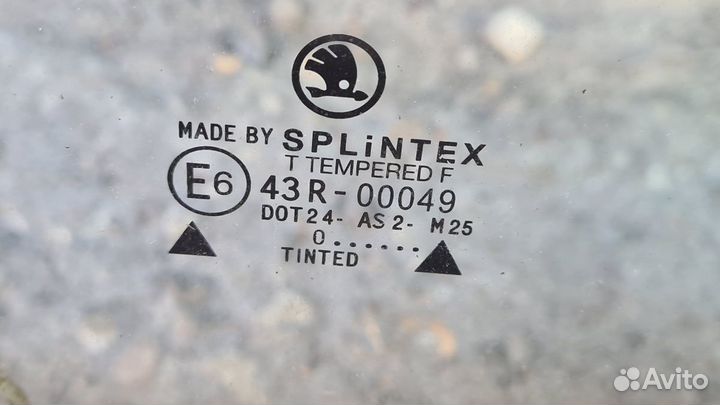 MADE BY SPLiNTEX
T TEMPERED F
E6 43R-00049
DOT24- AS2- M25
0......
TINTED
Avito